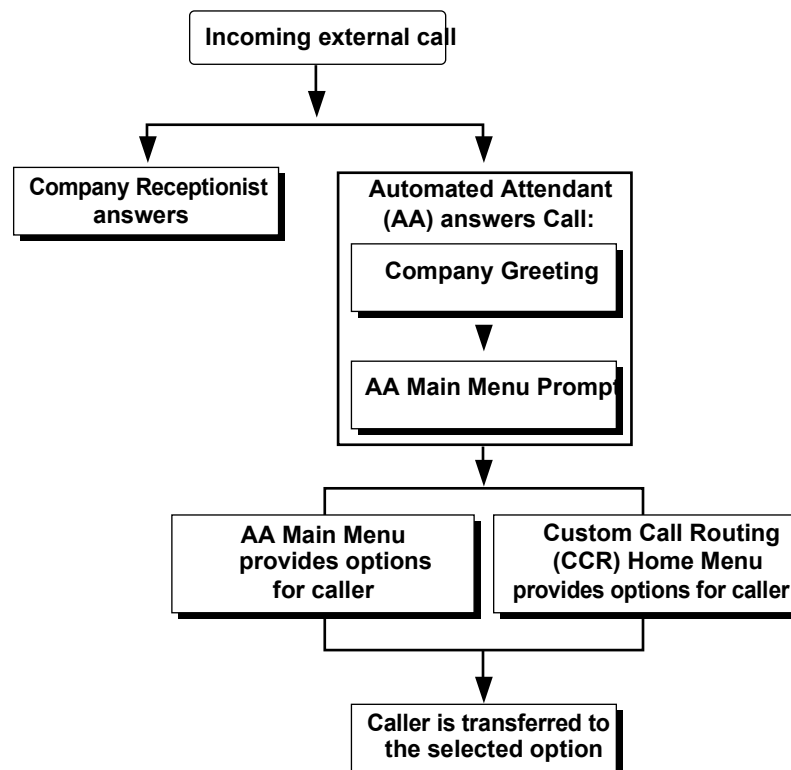 Incoming external call
Company Receptionist
answers
Automated Attendant
(AA) answers Call:
Company Greeting
AA Main Menu Prompt
AA Main Menu
provides options
for caller
Custom Call Routing
(CCR) Home Menu
provides options for caller
Caller is transferred to
the selected option